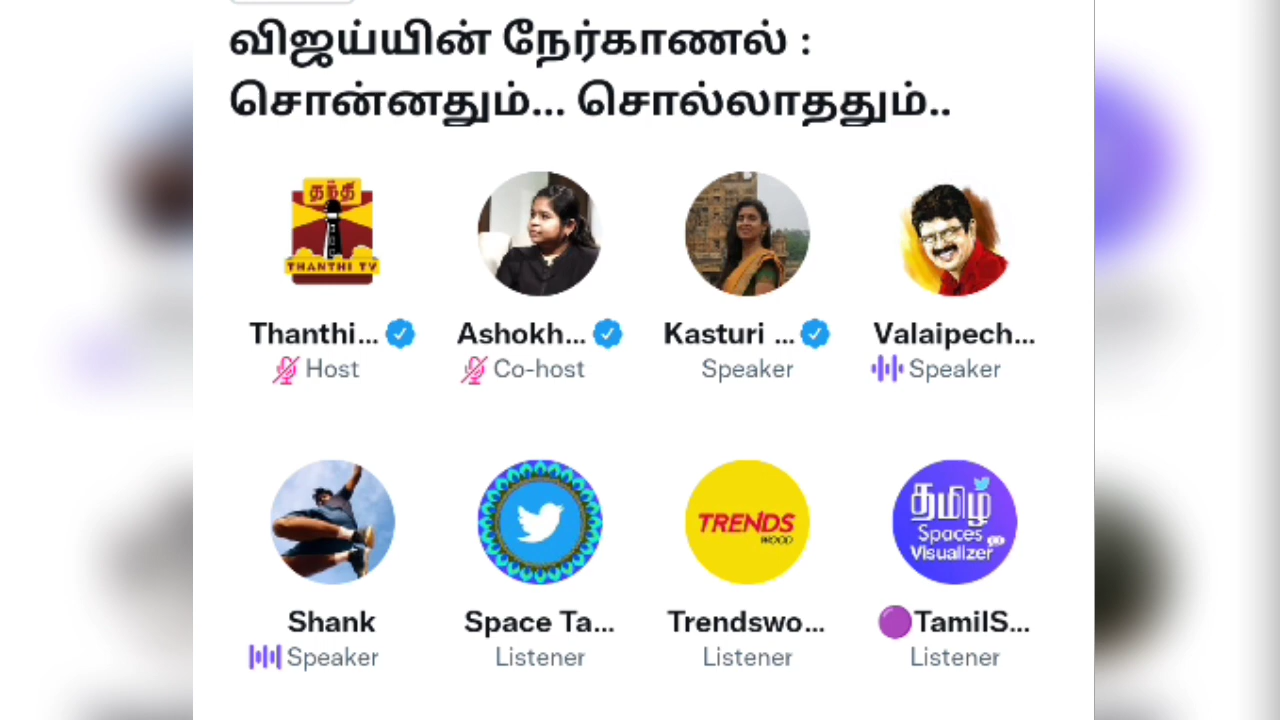 விஜய்யின் நேர்காணல் :
சொன்னதும்... சொல்லாததும்..
தந்தி
THANTHI TV
Thanthi... Ashokh... Kasturi ... Valaipech...
Host Co-host Speaker Speaker
TRENDS
WOOD
தமிழ்
Spaces
Visualizer
Shank Space Ta... Trendswo... TamilS...
Speaker Listener Listener Listener